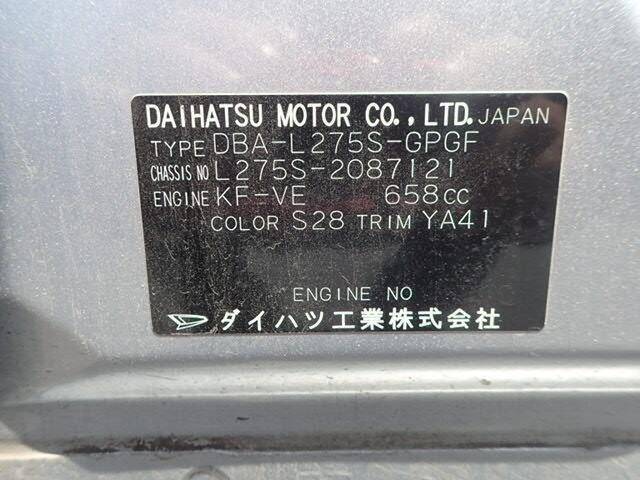 DAIHATSU MOTOR CO.,LTD. JAPAN
TYPE DBA-L275S-GPGF
CHASSIS NO L275S-2087121
ENGINE KF-VE 658CC
COLOR S28 TRIM YA41
ENGINE NO
ダイハツ工業株式会社